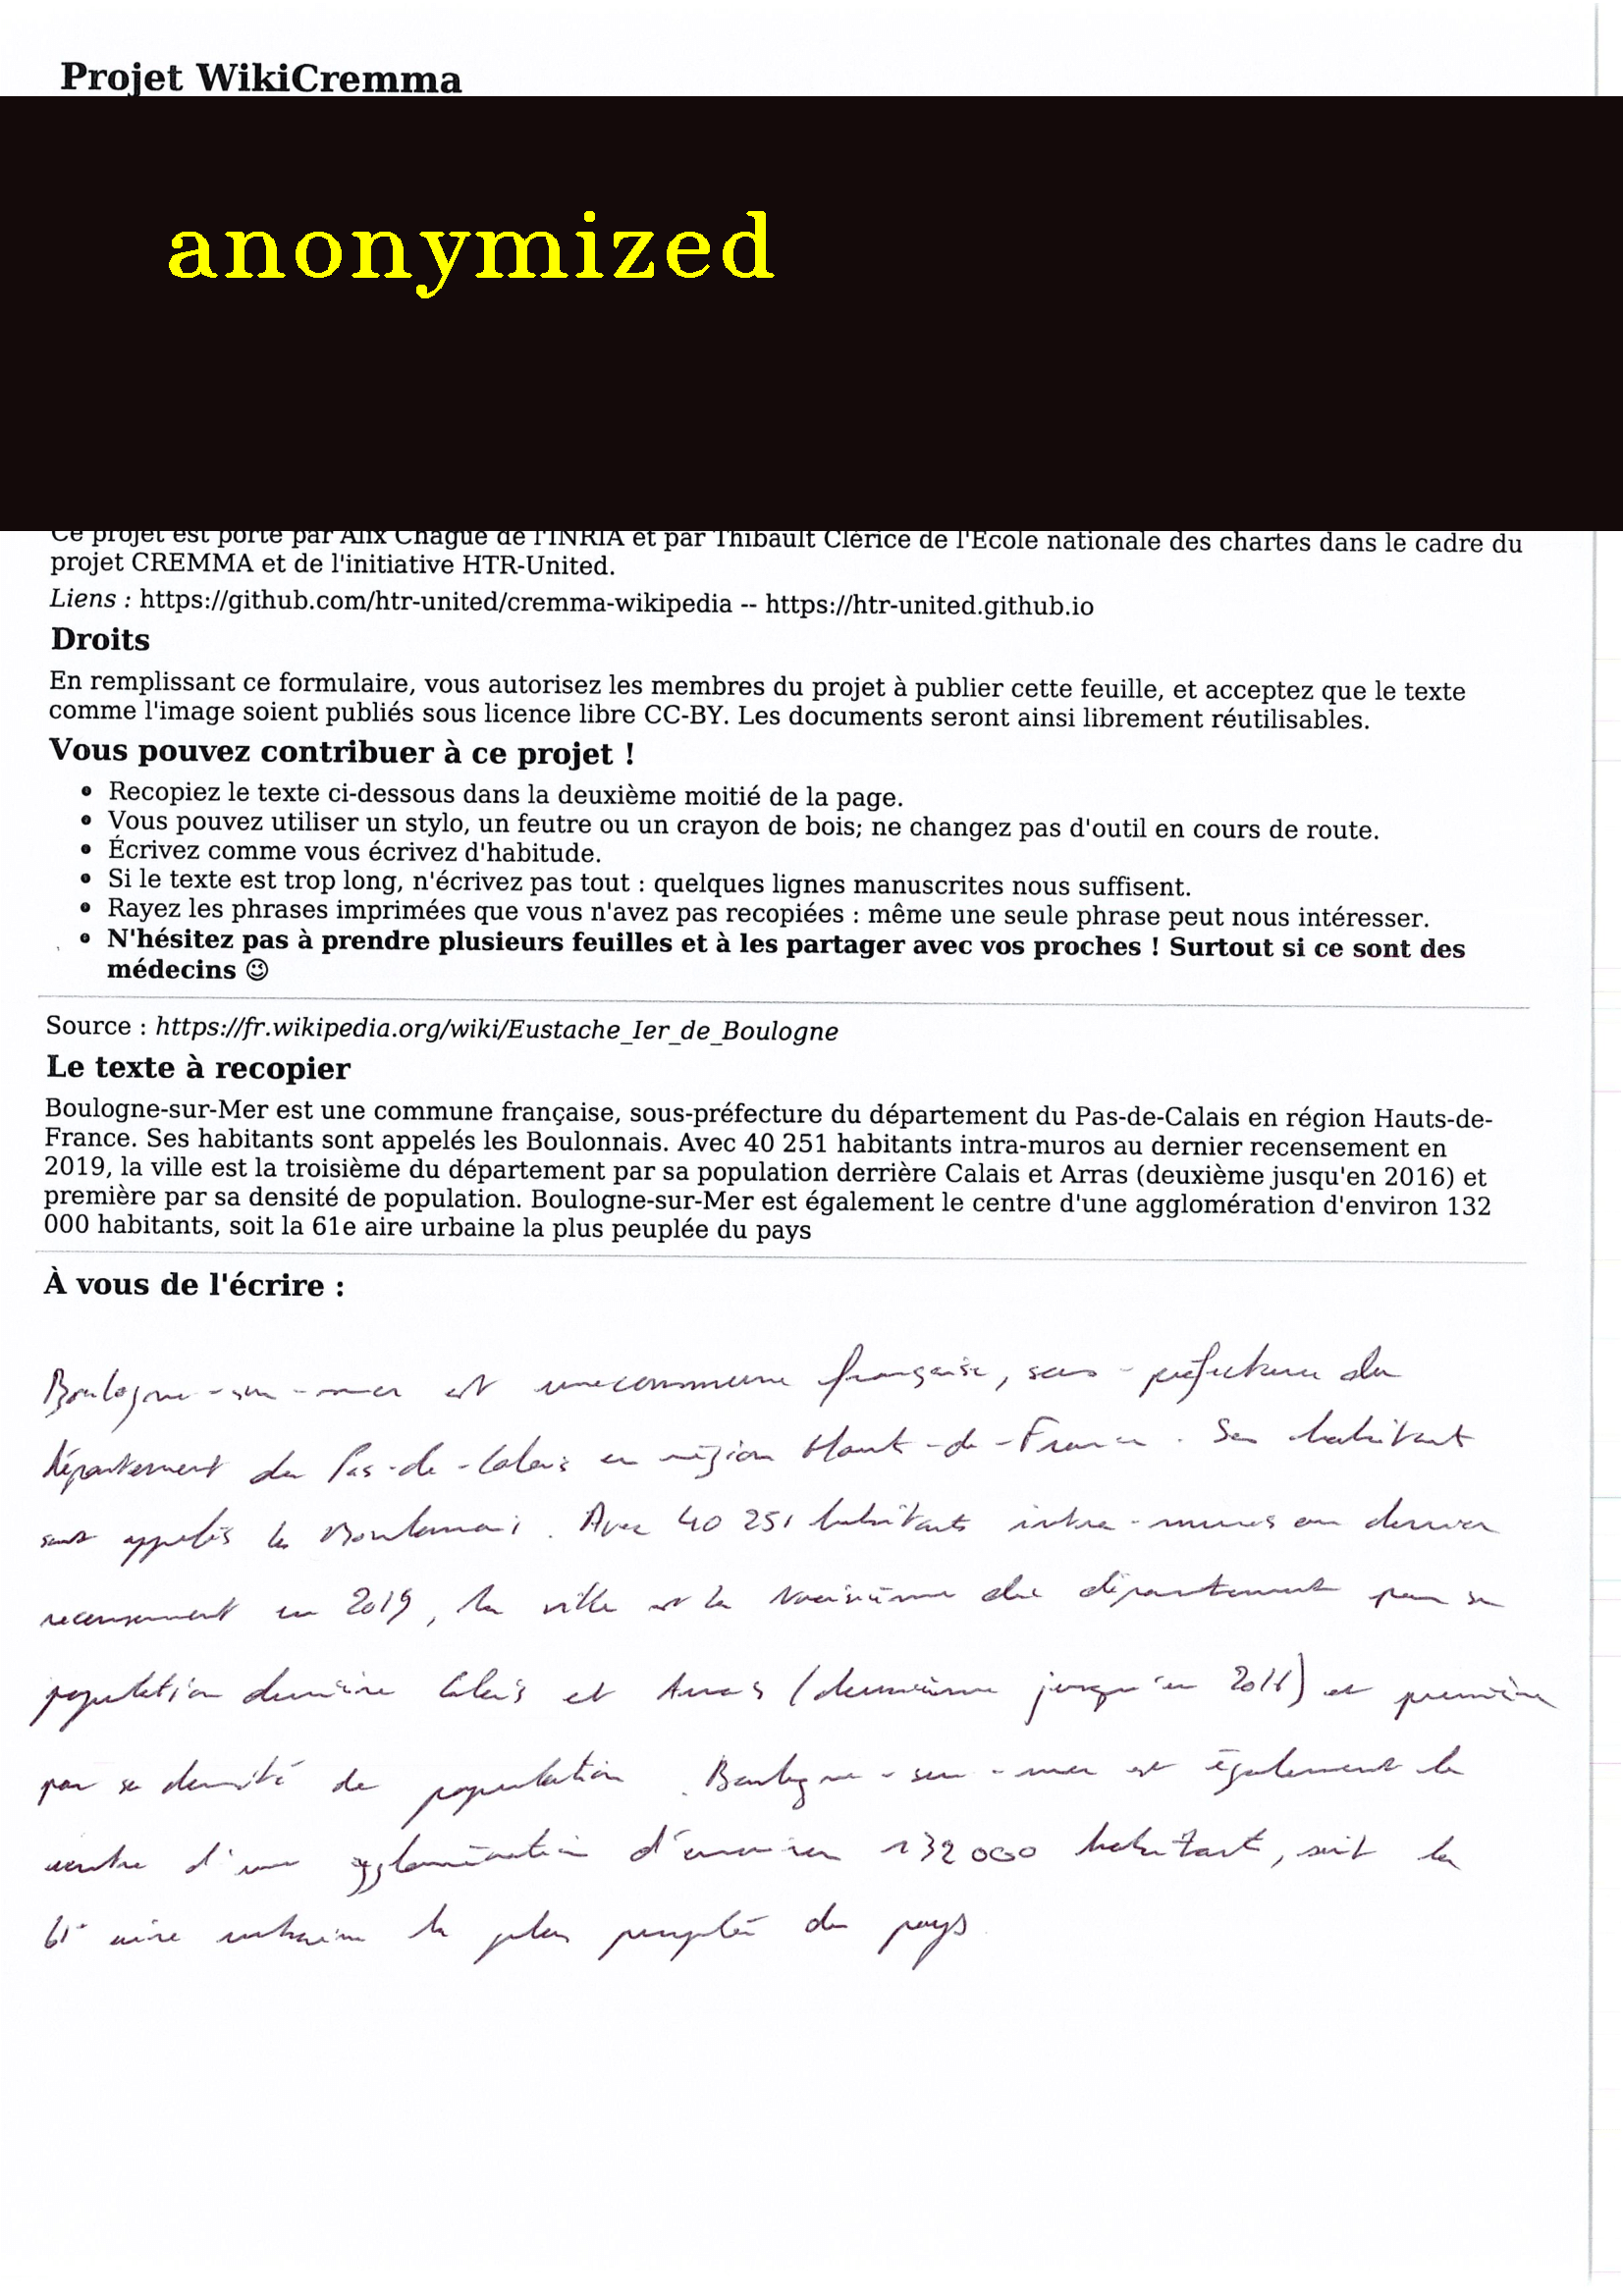 Projet WikiCremma
anonymized
Ce projet est porté par Alix Chagué de l'INRIA et par Thibault Clérice de l'École nationale des chartes dans le cadre du
projet CREMMA et de l'initiative HTR-United.
Liens : https://github.com/htr-united/cremma-wikipedia -- https://htr-united.github.io
Droits
En remplissant ce formulaire, vous autorisez les membres du projet à publier cette feuille, et acceptez que le texte
comme l'image soient publiés sous licence libre CC-BY. Les documents seront ainsi librement réutilisables.
Vous pouvez contribuer à ce projet !
• Recopiez le texte ci-dessous dans la deuxième moitié de la page.
• Vous pouvez utiliser un stylo, un feutre ou un crayon de bois; ne changez pas d'outil en cours de route.
• Écrivez comme vous écrivez d'habitude.
• Si le texte est trop long, n'écrivez pas tout : quelques lignes manuscrites nous suffisent.
• Rayez les phrases imprimées que vous n'avez pas recopiées : même une seule phrase peut nous intéresser.
• N'hésitez pas à prendre plusieurs feuilles et à les partager avec vos proches ! Surtout si ce sont des
médecins 😉
Source : https://fr.wikipedia.org/wiki/Eustache_Ier_de_Boulogne
Le texte à recopier
Boulogne-sur-Mer est une commune française, sous-préfecture du département du Pas-de-Calais en région Hauts-de-
France. Ses habitants sont appelés les Boulonnais. Avec 40 251 habitants intra-muros au dernier recensement en
2019, la ville est la troisième du département par sa population derrière Calais et Arras (deuxième jusqu'en 2016) et
première par sa densité de population. Boulogne-sur-Mer est également le centre d'une agglomération d'environ 132
000 habitants, soit la 61e aire urbaine la plus peuplée du pays
À vous de l'écrire :
Boulogne-sur-mer est une commune française, sous-préfecture du
département du Pas-de-Calais en région Haut-de-France. Ses habitant
sont appelés les Boulonnais. Avec 40 251 habitants intra-muros au dernier
recensement en 2019, la ville est la troisième du département par sa
population derrière Calais et Arras (deuxième jusqu'en 2016) et première
par sa densité de population. Boulogne-sur-mer est également le
centre d'une agglomération d'environ 132 000 habitant, soit la
61e aire urbaine la plus peuplée du pays.